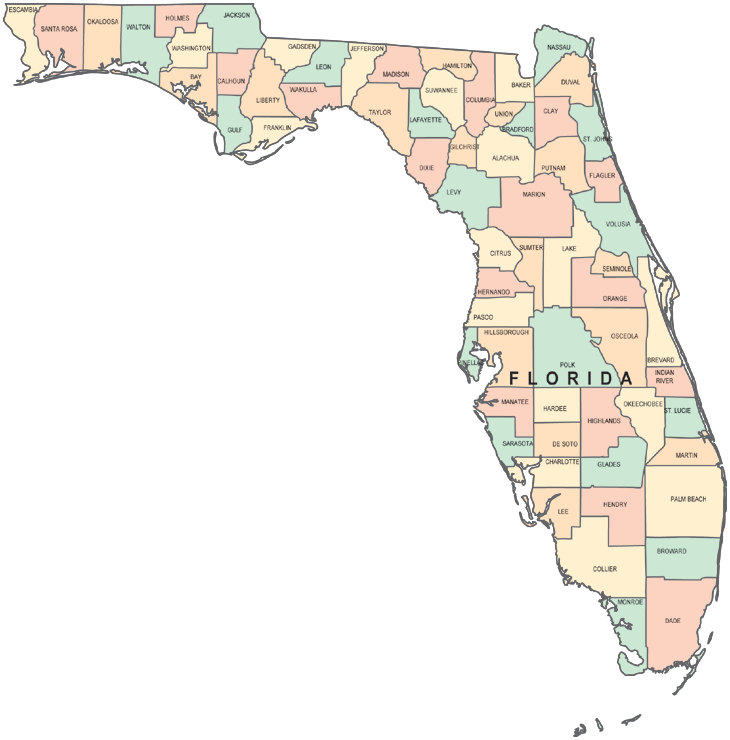 ESCAMBIA
SANTA ROSA
OKALOOSA
WALTON
HOLMES
JACKSON
WASHINGTON
BAY
CALHOUN
GULF
GADSDEN
LIBERTY
FRANKLIN
LEON
WAKULLA
JEFFERSON
MADISON
TAYLOR
HAMILTON
SUWANNEE
LAFAYETTE
DIXIE
COLUMBIA
GILCHRIST
BAKER
UNION
BRADFORD
ALACHUA
LEVY
NASSAU
DUVAL
CLAY
ST. JOHNS
PUTNAM
FLAGLER
MARION
VOLUSIA
CITRUS
SUMTER
LAKE
SEMINOLE
HERNANDO
ORANGE
PASCO
HILLSBOROUGH
OSCEOLA
PINELLAS
POLK
BREVARD
FLORIDA
INDIAN
RIVER
MANATEE
HARDEE
HIGHLANDS
OKEECHOBEE
ST. LUCIE
SARASOTA
DE SOTO
MARTIN
CHARLOTTE
GLADES
LEE
HENDRY
PALM BEACH
COLLIER
BROWARD
MONROE
DADE